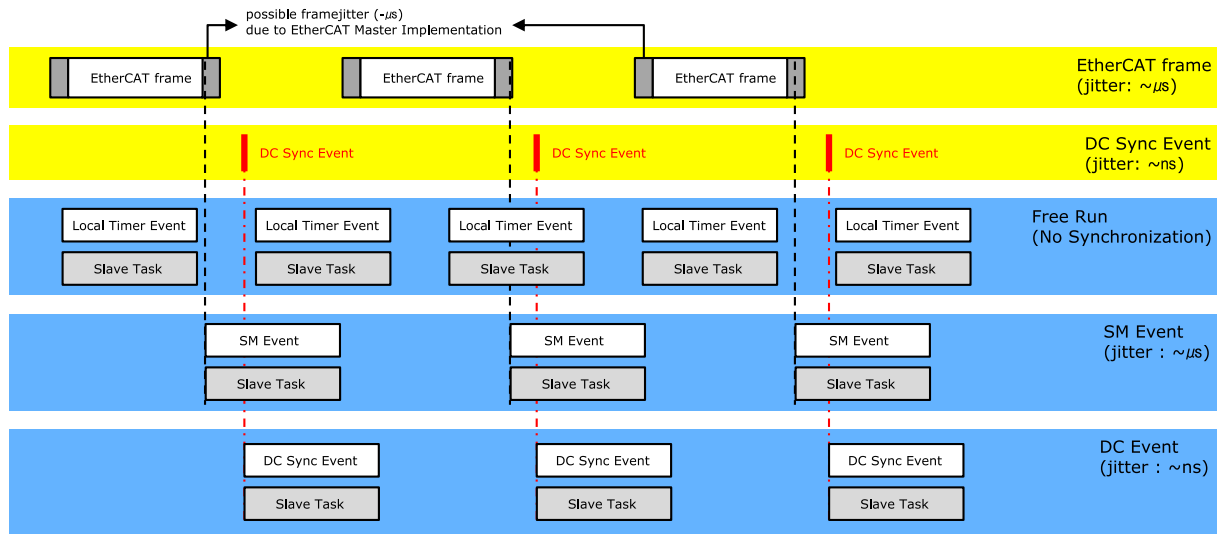 possible framejitter (-µs)
due to EtherCAT Master Implementation
EtherCAT frame
EtherCAT frame
EtherCAT frame
EtherCAT frame
(jitter: ~µs)
DC Sync Event
DC Sync Event
DC Sync Event
DC Sync Event
(jitter: ~ns)
Local Timer Event
Local Timer Event
Local Timer Event
Local Timer Event
Local Timer Event
Free Run
(No Synchronization)
Slave Task
Slave Task
Slave Task
Slave Task
Slave Task
SM Event
SM Event
SM Event
SM Event
(jitter : ~µs)
Slave Task
Slave Task
Slave Task
DC Sync Event
DC Sync Event
DC Sync Event
DC Event
(jitter : ~ns)
Slave Task
Slave Task
Slave Task